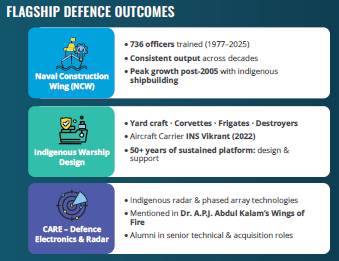 FLAGSHIP DEFENCE OUTCOMES
Naval Construction
Wing (NCW)
• 736 officers trained (1977–2025)
• Consistent output across decades
• Peak growth post-2005 with indigenous
shipbuilding
Indigenous Warship
Design
• Yard craft · Corvettes · Frigates · Destroyers
• Aircraft Carrier INS Vikrant (2022)
• 50+ years of sustained platform: design &
support
CARE – Defence
Electronics & Radar
• Indigenous radar & phased array technologies
• Mentioned in Dr. A.P.J. Abdul Kalam's Wings of
Fire
• Alumni in senior technical & acquisition roles